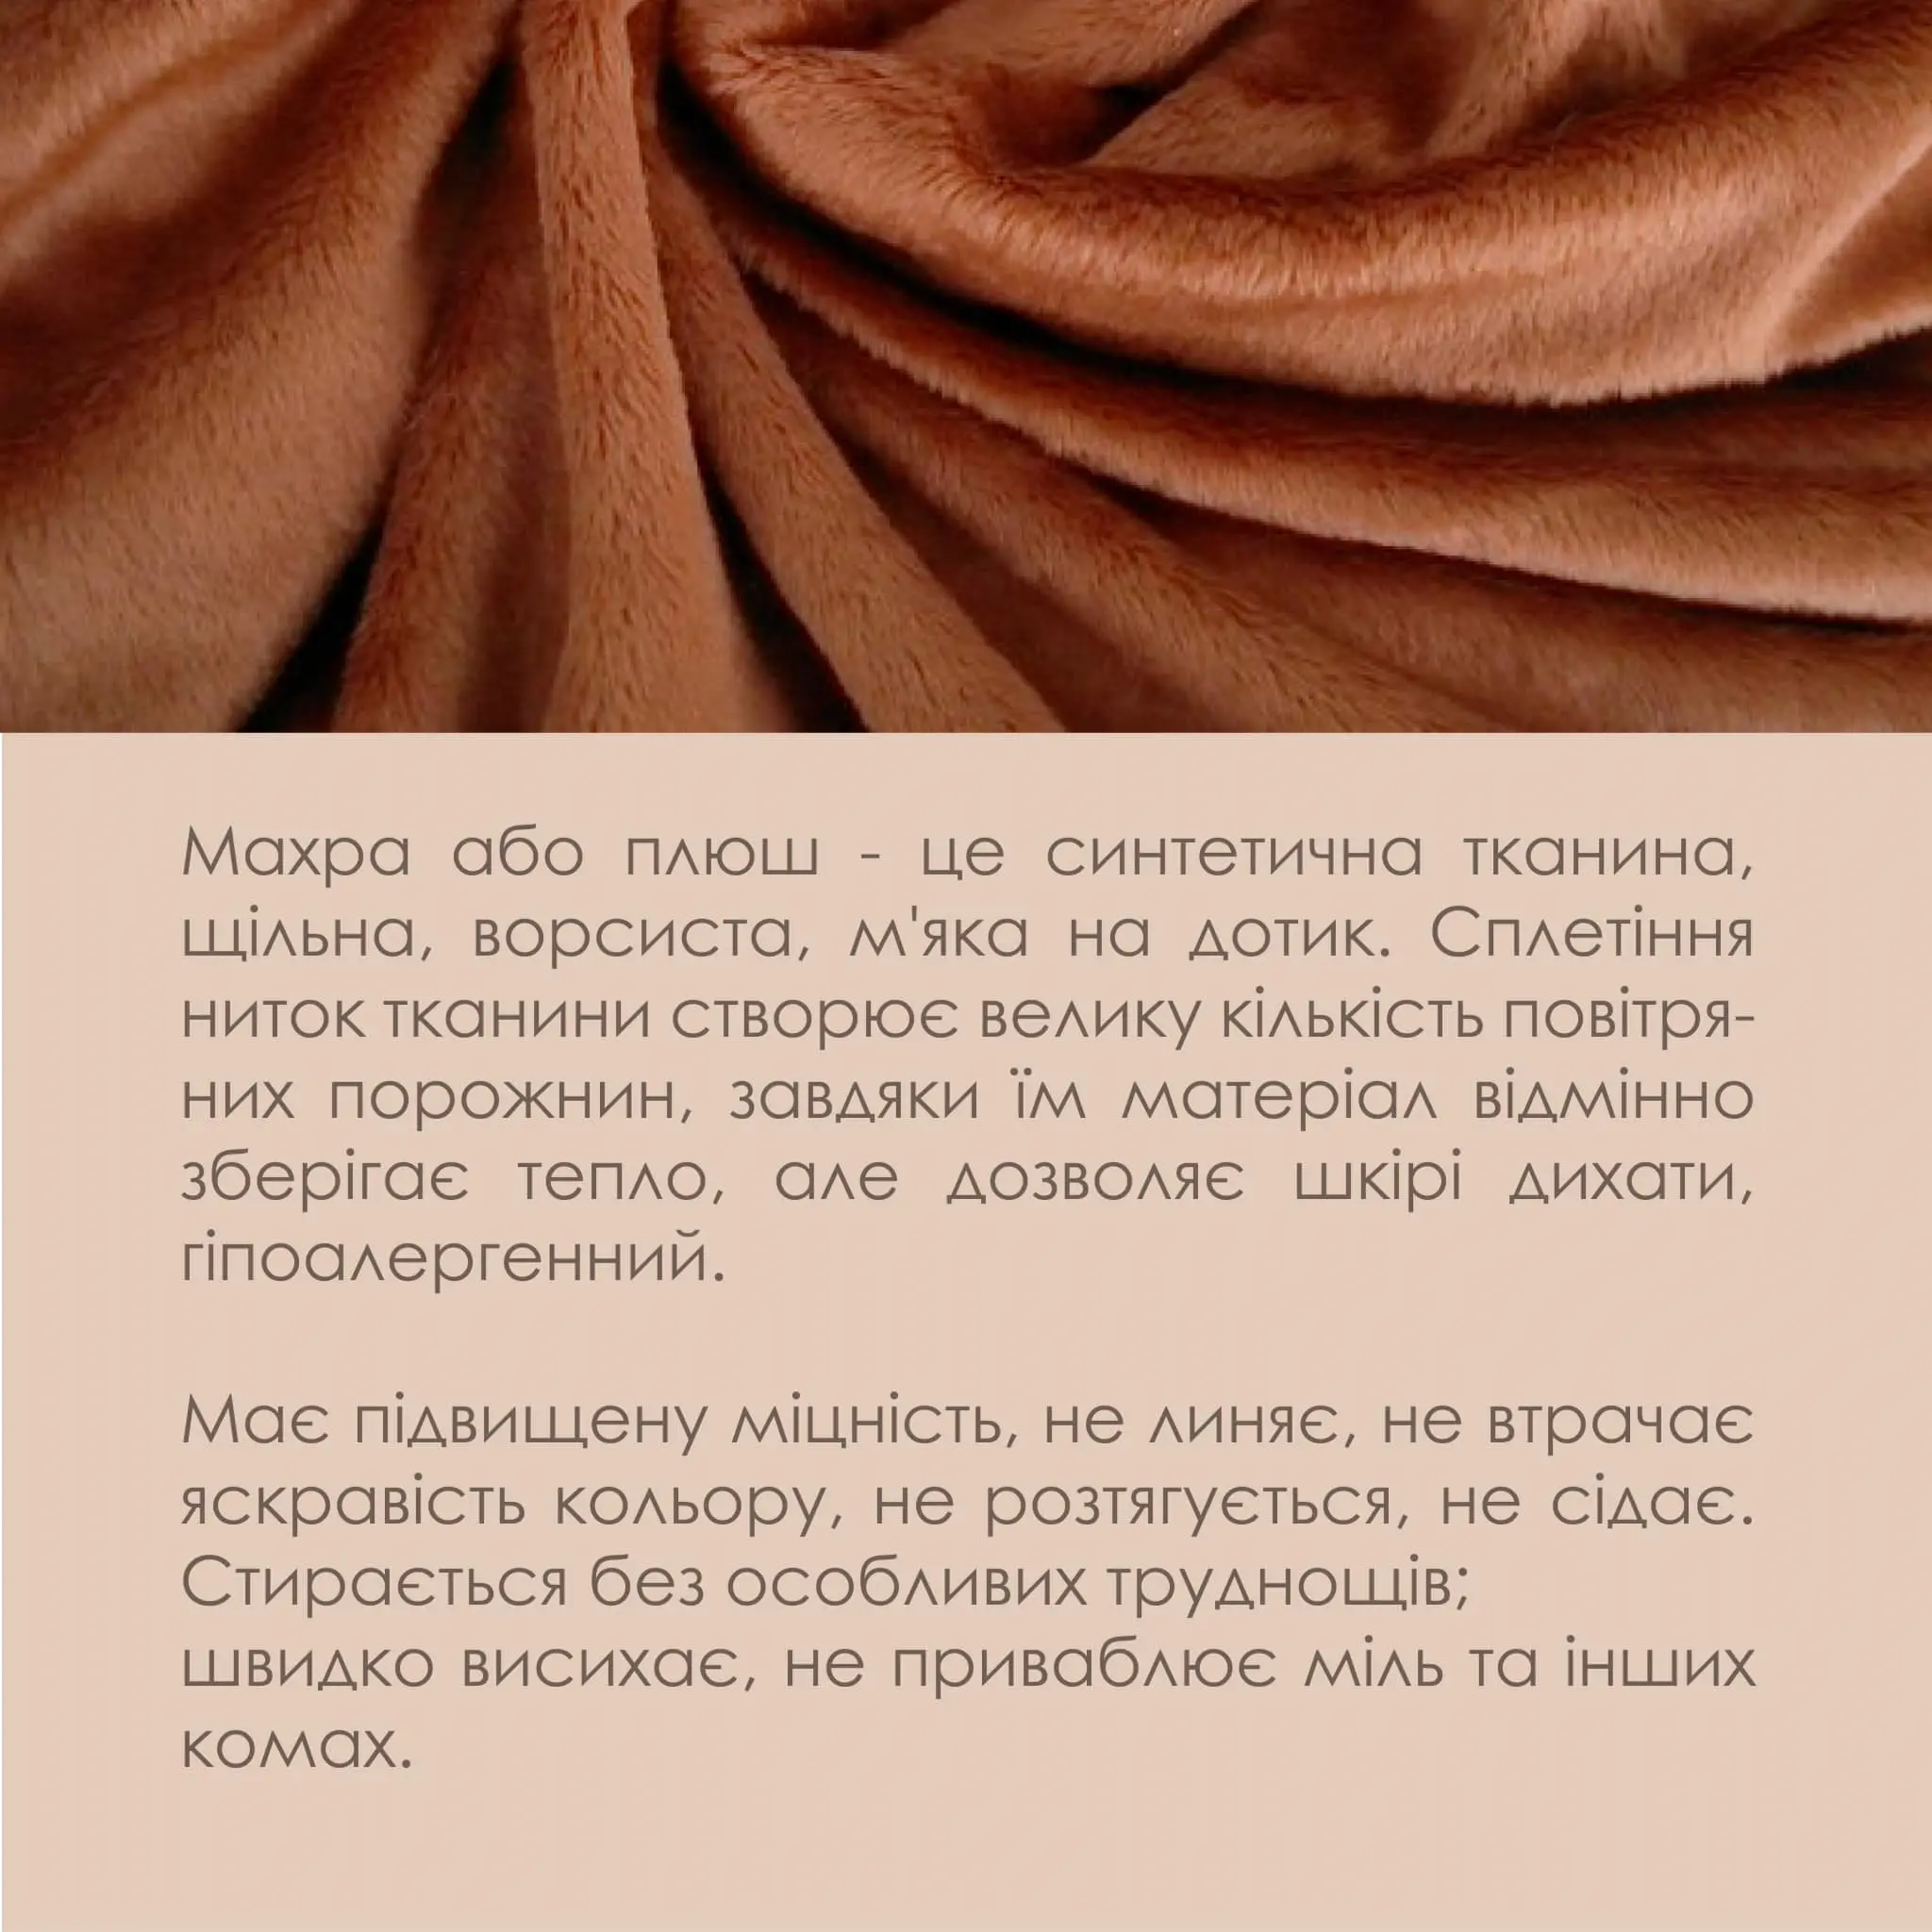 Махра або плюш - це синтетична тканина,
щільна, ворсиста, м'яка на дотик. Сплетіння
ниток тканини створює велику кількість повітря-
них порожнин, завдяки їм матеріал відмінно
зберігає тепло, але дозволяє шкірі дихати,
гіпоалергенний.
Має підвищену міцність, не линяє, не втрачає
яскравість кольору, не розтягується, не сідає.
Стирається без особливих труднощів;
швидко висихає, не приваблює міль та інших
комах.